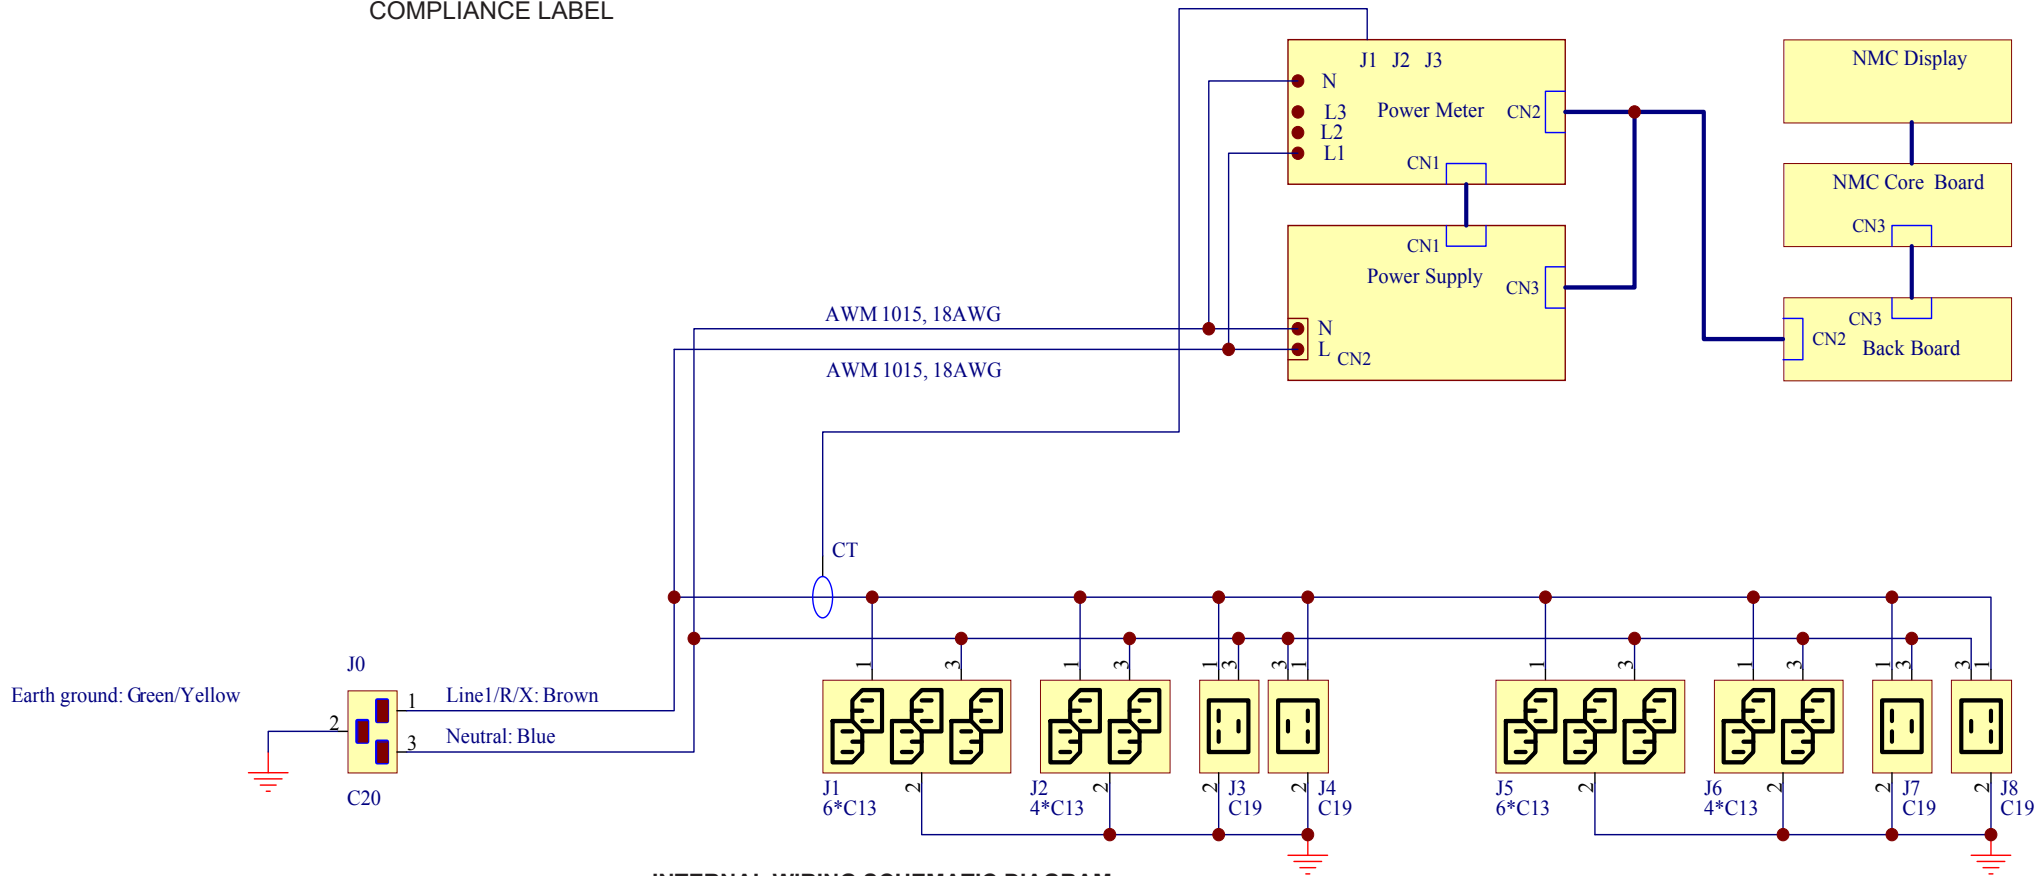 COMPLIANCE LABEL
J1 J2 J3
N
L3
L2
L1
Power Meter
CN2
CN1
NMC Display
NMC Core Board
CN3
CN1
Power Supply
CN3
N
L
CN2
CN3
CN2
Back Board
AWM 1015, 18AWG
AWM 1015, 18AWG
CT
J0
Earth ground: Green/Yellow
2
1
Line1/R/X: Brown
3
Neutral: Blue
C20
1
3
1
3
1
3
3
1
1
3
1
3
1
3
3
1
J1
6*C13
2
J2
4*C13
2
2
J3
C19
2
J4
C19
J5
6*C13
2
J6
4*C13
2
2
J7
C19
2
J8
C19
INTERNAL WIRING SCHEMATIC DIAGRAM